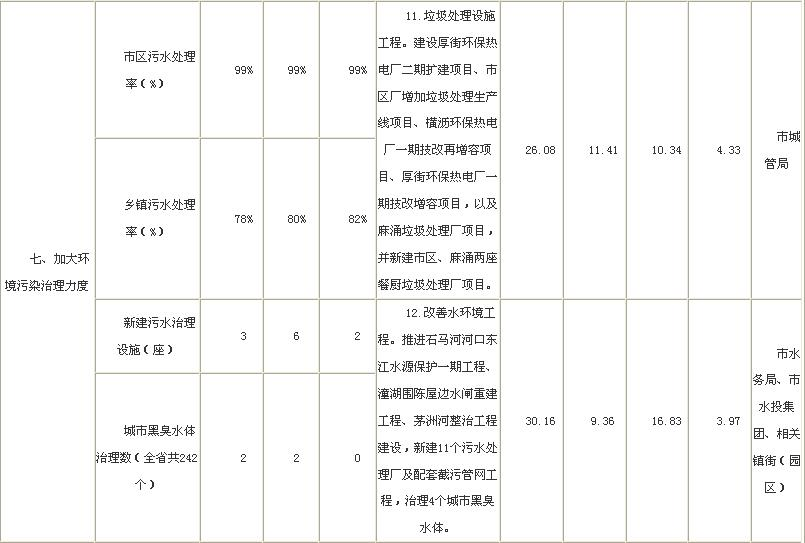 七、加大环
境污染治理力度
市区污水处理
率（%）
99%
99%
99%
乡镇污水处理
率（%）
78%
80%
82%
新建污水治理
设施（座）
3
6
2
城市黑臭水体
治理数（全省共242
个）
2
2
0
11.垃圾处理设施
工程。建设厚街环保热
电厂二期扩建项目、市
区厂增加垃圾处理生产
线项目、横沥环保热电
厂一期技改再增容项
目、厚街环保热电厂一
期技改增容项目，以及
麻涌垃圾处理厂项目，
并新建市区、麻涌两座
餐厨垃圾处理厂项目。
26.08
11.41
10.34
4.33
市城
管局
12.改善水环境工
程。推进石马河河口东
江水源保护一期工程、
潼湖围陈屋边水闸重建
工程、茅洲河整治工程
建设，新建11个污水处
理厂及配套截污管网工
程，治理4个城市黑臭
水体。
30.16
9.36
16.83
3.97
市水
务局、市
水投集
团、相关
镇街（园
区）